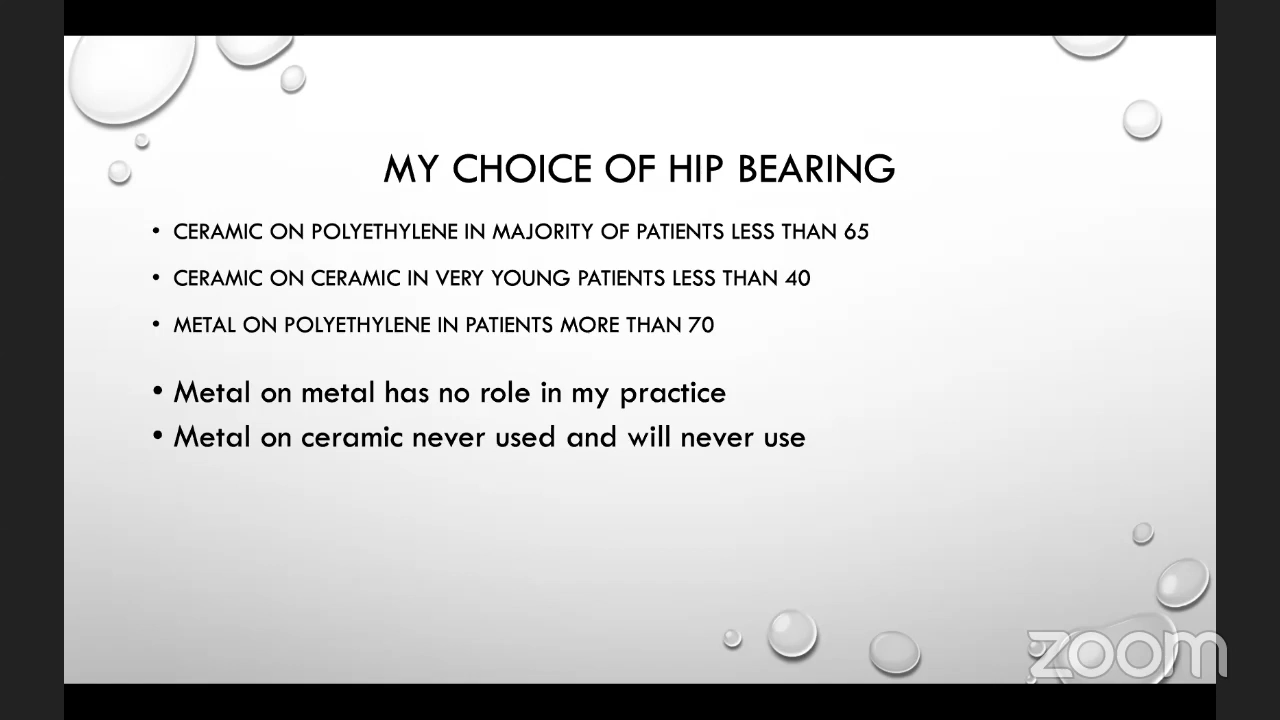 MY CHOICE OF HIP BEARING
• CERAMIC ON POLYETHYLENE IN MAJORITY OF PATIENTS LESS THAN 65
• CERAMIC ON CERAMIC IN VERY YOUNG PATIENTS LESS THAN 40
• METAL ON POLYETHYLENE IN PATIENTS MORE THAN 70
• Metal on metal has no role in my practice
• Metal on ceramic never used and will never use
zoom